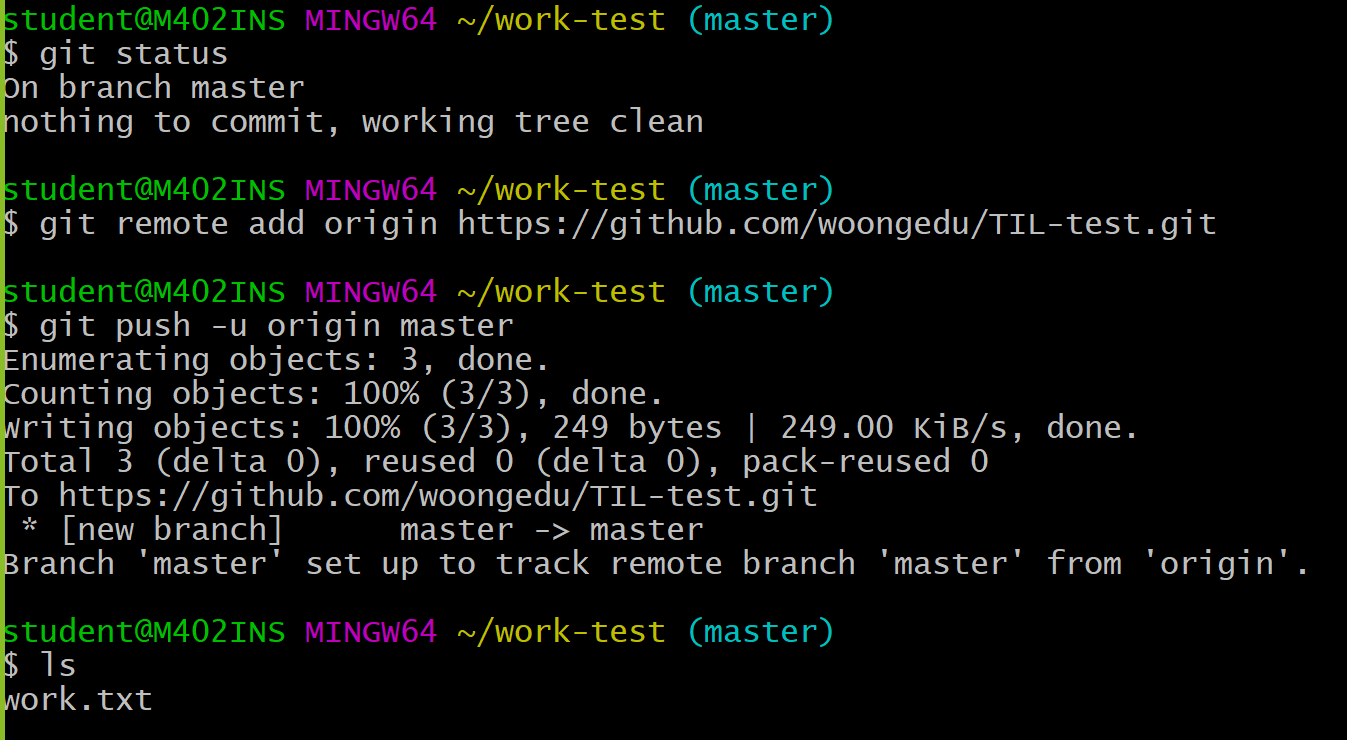 student@M402INS MINGW64 ~/work-test (master)
$ git status
On branch master
nothing to commit, working tree clean
student@M402INS MINGW64 ~/work-test (master)
$ git remote add origin https://github.com/woongedu/TIL-test.git
student@M402INS MINGW64 ~/work-test (master)
$ git push -u origin master
Enumerating objects: 3, done.
Counting objects: 100% (3/3), done.
Writing objects: 100% (3/3), 249 bytes | 249.00 KiB/s, done.
Total 3 (delta 0), reused 0 (delta 0), pack-reused 0
To https://github.com/woongedu/TIL-test.git
 * [new branch]      master -> master
Branch 'master' set up to track remote branch 'master' from 'origin'.
student@M402INS MINGW64 ~/work-test (master)
$ ls
work.txt